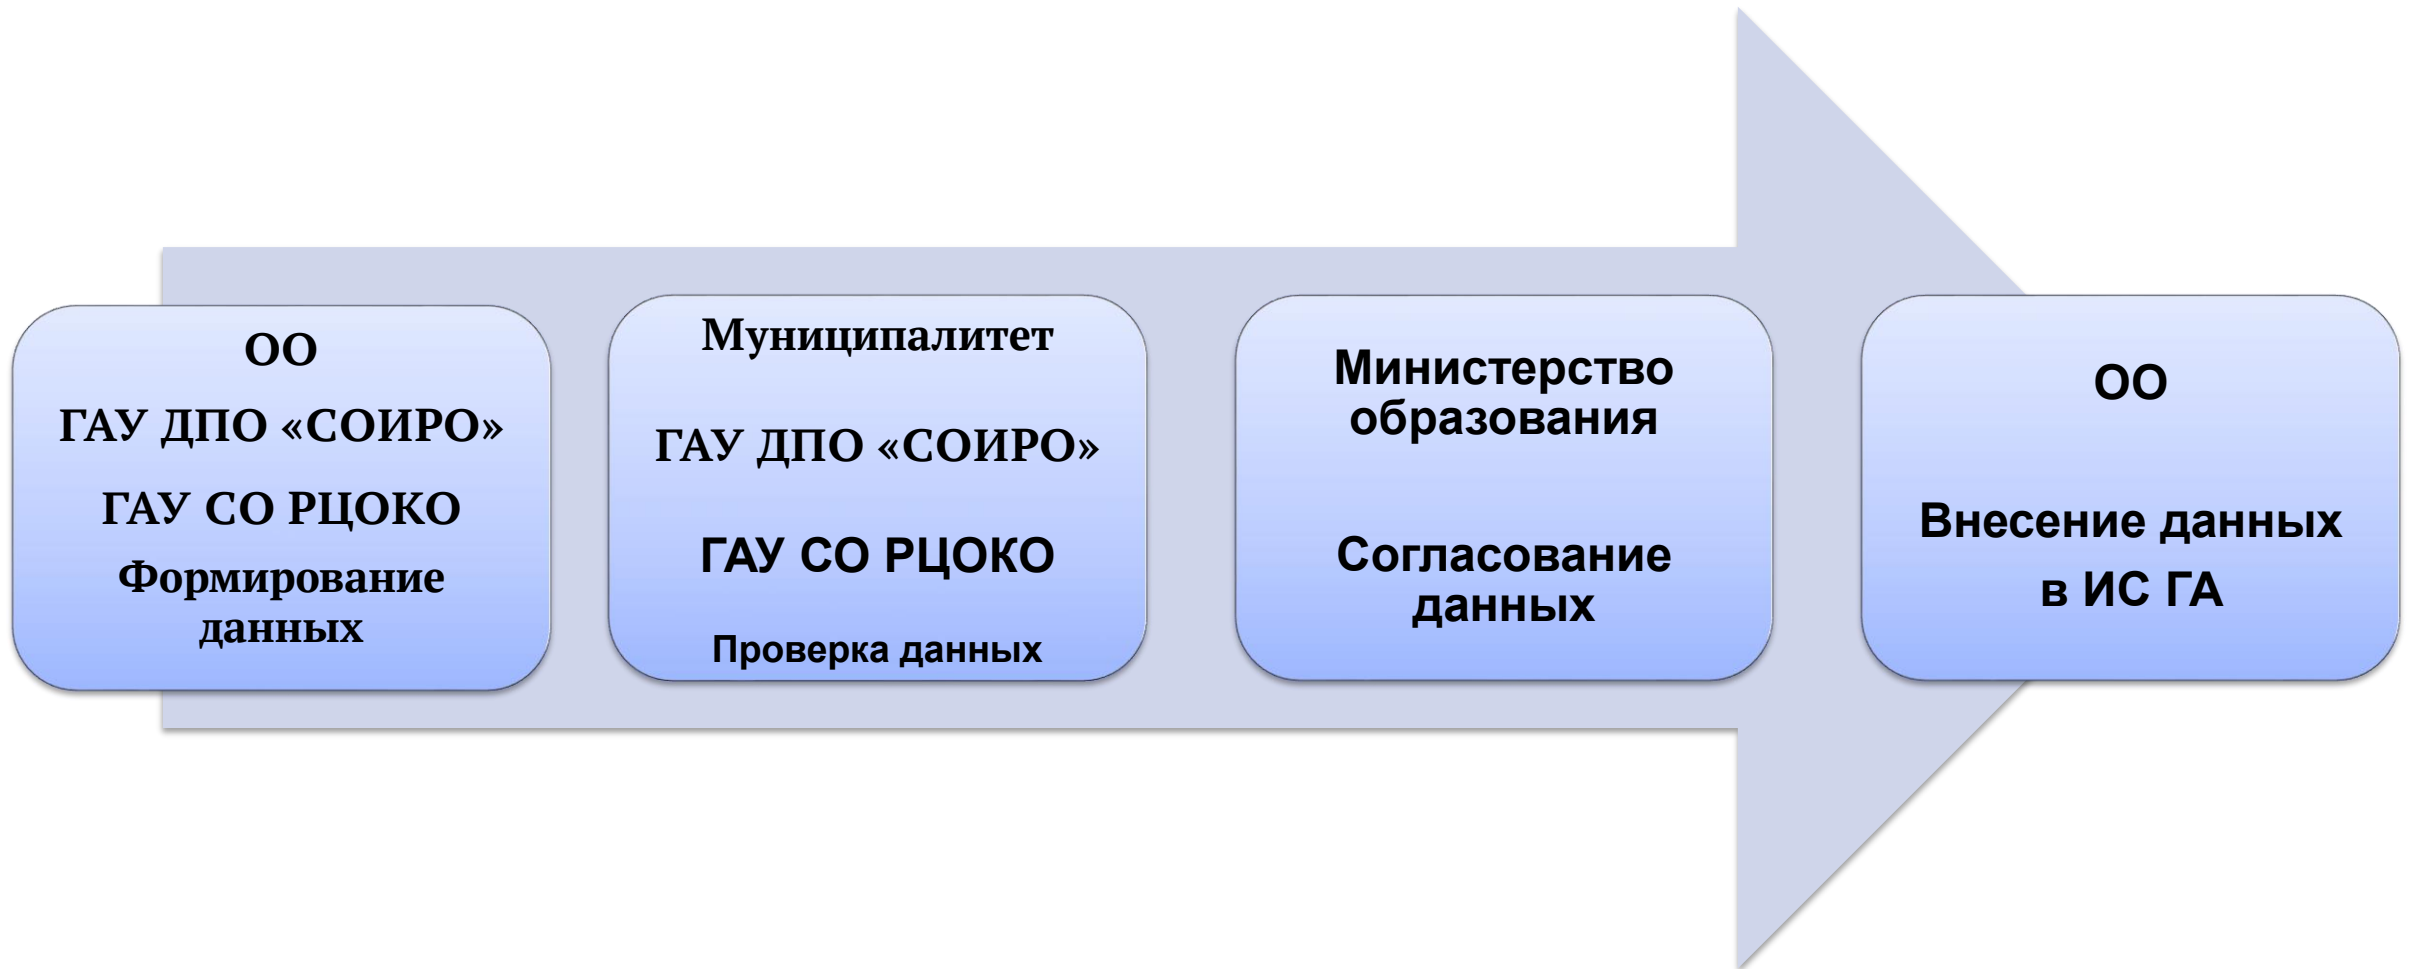 ОО
ГАУ ДПО «СОИРО»
ГАУ СО РЦОКО
Формирование
данных
Муниципалитет
ГАУ ДПО «СОИРО»
ГАУ СО РЦОКО
Проверка данных
Министерство
образования
Согласование
данных
ОО
Внесение данных
в ИС ГА